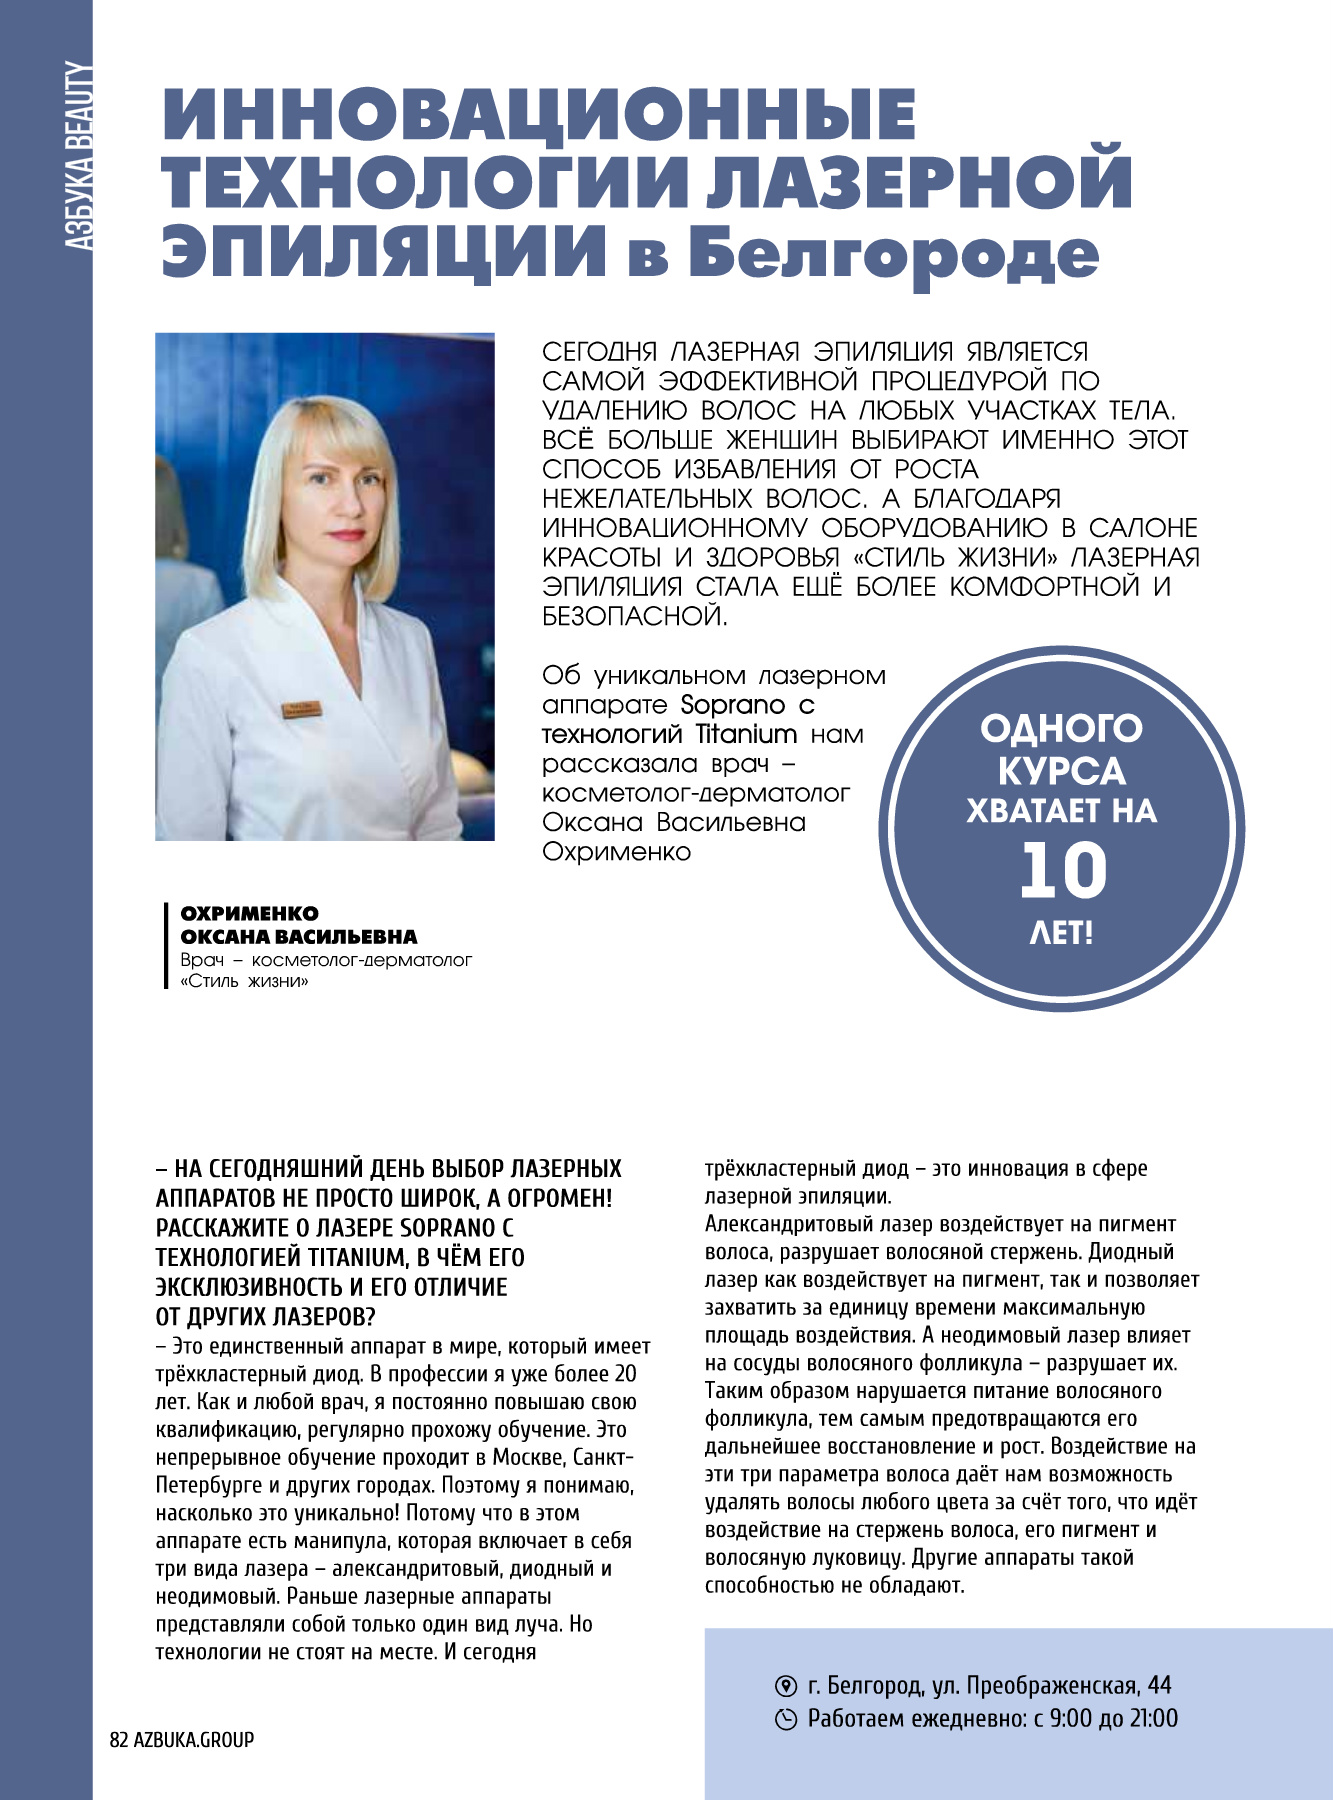 АЗБУКА BEAUTY
ИННОВАЦИОННЫЕ
ТЕХНОЛОГИИ ЛАЗЕРНОЙ
ЭПИЛЯЦИИ в Белгороде
СЕГОДНЯ ЛАЗЕРНАЯ ЭПИЛЯЦИЯ ЯВЛЯЕТСЯ
САМОЙ ЭФФЕКТИВНОЙ ПРОЦЕДУРОЙ ПО
УДАЛЕНИЮ ВОЛОС НА ЛЮБЫХ УЧАСТКАХ ТЕЛА.
ВСЁ БОЛЬШЕ ЖЕНЩИН ВЫБИРАЮТ ИМЕННО ЭТОТ
СПОСОБ ИЗБАВЛЕНИЯ ОТ РОСТА
НЕЖЕЛАТЕЛЬНЫХ ВОЛОС. А БЛАГОДАРЯ
ИННОВАЦИОННОМУ ОБОРУДОВАНИЮ В САЛОНЕ
КРАСОТЫ И ЗДОРОВЬЯ «СТИЛЬ ЖИЗНИ» ЛАЗЕРНАЯ
ЭПИЛЯЦИЯ СТАЛА ЕЩЁ БОЛЕЕ КОМФОРТНОЙ И
БЕЗОПАСНОЙ.
Об уникальном лазерном
аппарате Soprano с
технологий Titanium нам
рассказала врач –
косметолог-дерматолог
Оксана Васильевна
Охрименко
ОДНОГО
КУРСА
ХВАТАЕТ НА
10
ЛЕТ!
ОХРИМЕНКО
ОКСАНА ВАСИЛЬЕВНА
Врач – косметолог-дерматолог
«Стиль жизни»
– НА СЕГОДНЯШНИЙ ДЕНЬ ВЫБОР ЛАЗЕРНЫХ
АППАРАТОВ НЕ ПРОСТО ШИРОК, А ОГРОМЕН!
РАССКАЖИТЕ О ЛАЗЕРЕ SOPRANO С
ТЕХНОЛОГИЕЙ TITANIUM, В ЧЁМ ЕГО
ЭКСКЛЮЗИВНОСТЬ И ЕГО ОТЛИЧИЕ
ОТ ДРУГИХ ЛАЗЕРОВ?
– Это единственный аппарат в мире, который имеет
трёхкластерный диод. В профессии я уже более 20
лет. Как и любой врач, я постоянно повышаю свою
квалификацию, регулярно прохожу обучение. Это
непрерывное обучение проходит в Москве, Санкт-
Петербурге и других городах. Поэтому я понимаю,
насколько это уникально! Потому что в этом
аппарате есть манипула, которая включает в себя
три вида лазера – александритовый, диодный и
неодимовый. Раньше лазерные аппараты
представляли собой только один вид луча. Но
технологии не стоят на месте. И сегодня
трёхкластерный диод – это инновация в сфере
лазерной эпиляции.
Александритовый лазер воздействует на пигмент
волоса, разрушает волосяной стержень. Диодный
лазер как воздействует на пигмент, так и позволяет
захватить за единицу времени максимальную
площадь воздействия. А неодимовый лазер влияет
на сосуды волосяного фолликула – разрушает их.
Таким образом нарушается питание волосяного
фолликула, тем самым предотвращаются его
дальнейшее восстановление и рост. Воздействие на
эти три параметра волоса даёт нам возможность
удалять волосы любого цвета за счёт того, что идёт
воздействие на стержень волоса, его пигмент и
волосяную луковицу. Другие аппараты такой
способностью не обладают.
г. Белгород, ул. Преображенская, 44
Работаем ежедневно: с 9:00 до 21:00
82 AZBUKA.GROUP